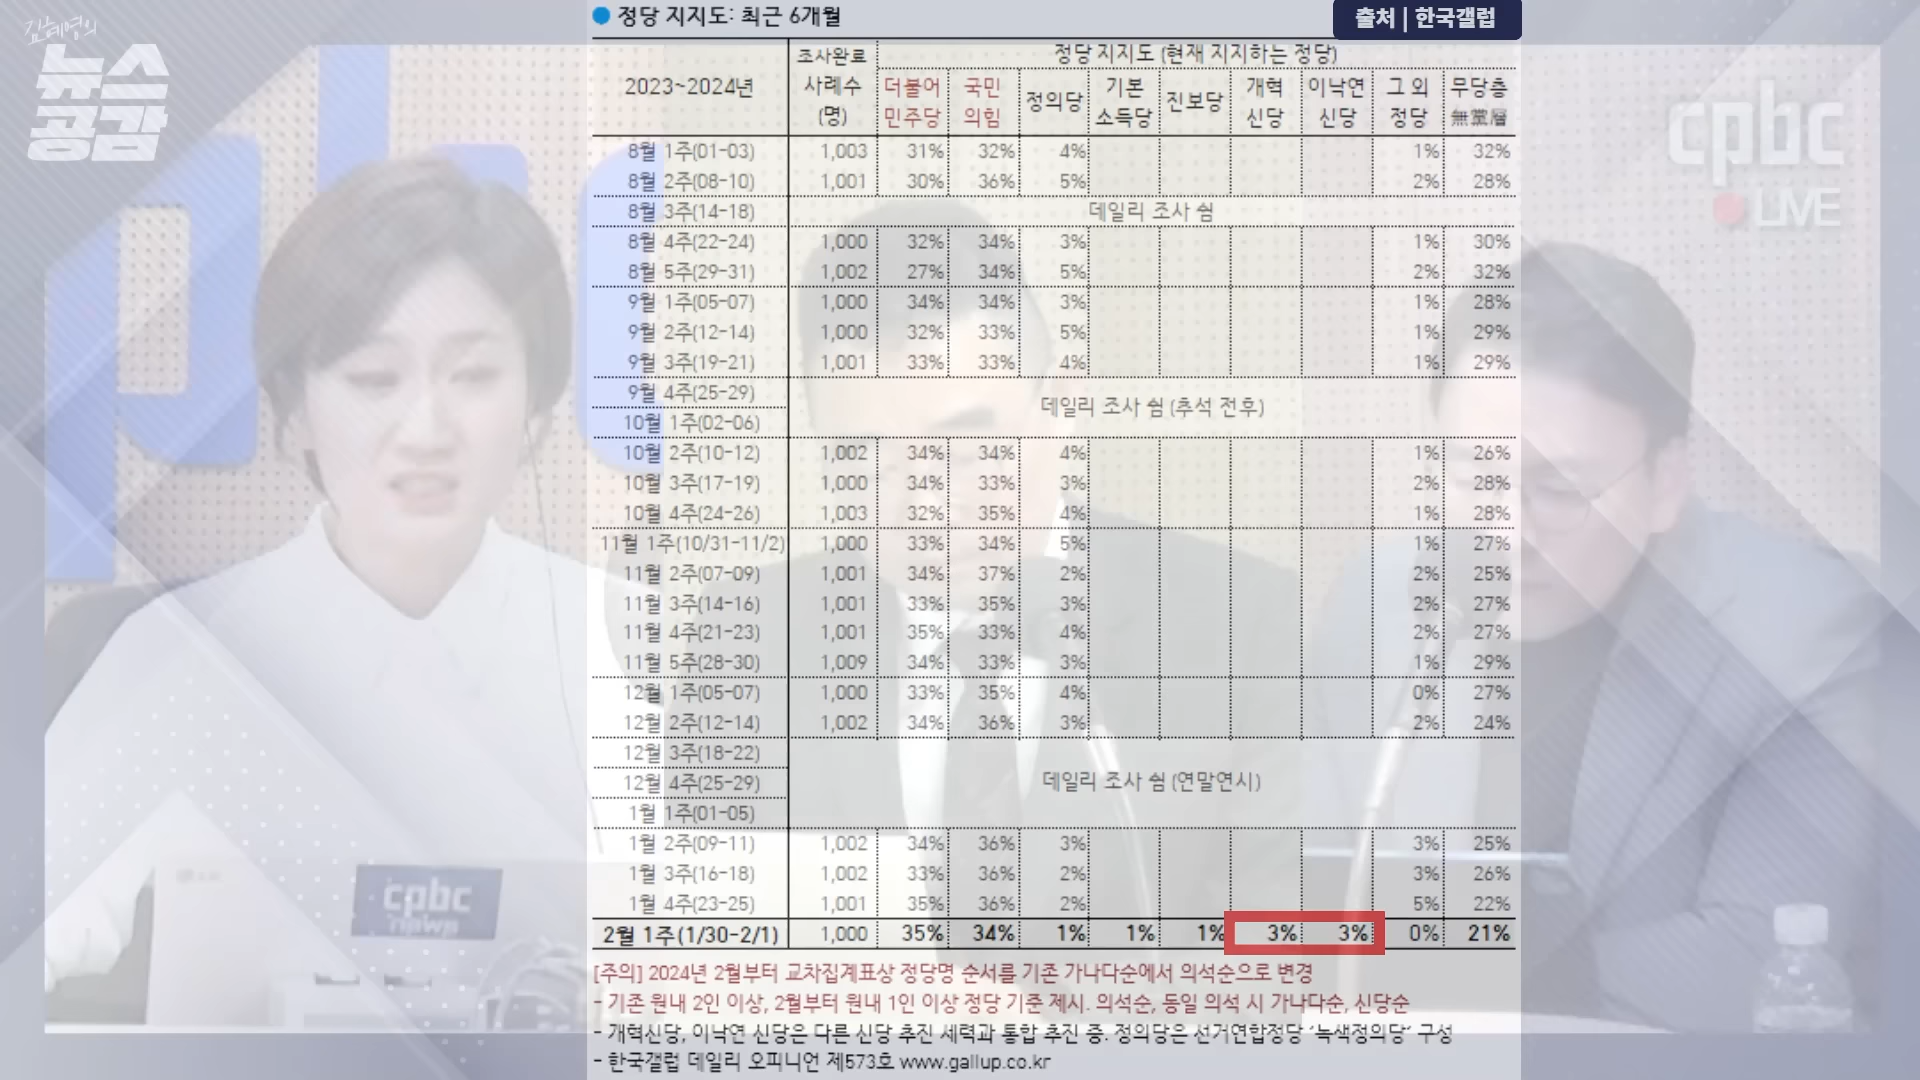 김혜영의
뉴스
공감
● 정당 지지도: 최근 6개월
출처 | 한국갤럽
cpbc
LIVE
2023~2024년 조사완료 사례수 (명) 정당 지지도 (현재 지지하는 정당)
더불어민주당 국민의힘 정의당 기본소득당 진보당 개혁신당 이낙연신당 그 외 정당 무당층 無黨層
8월 1주(01-03) 1,003 31% 32% 4% 1% 32%
8월 2주(08-10) 1,001 30% 36% 5% 2% 28%
8월 3주(14-18) 데일리 조사 쉼
8월 4주(22-24) 1,000 32% 34% 3% 1% 30%
8월 5주(29-31) 1,002 27% 34% 5% 2% 32%
9월 1주(05-07) 1,000 34% 34% 3% 1% 28%
9월 2주(12-14) 1,000 32% 33% 5% 1% 29%
9월 3주(19-21) 1,001 33% 33% 4% 1% 29%
9월 4주(25-29)
데일리 조사 쉼 (추석 전후)
10월 1주(02-06)
10월 2주(10-12) 1,002 34% 34% 4% 1% 26%
10월 3주(17-19) 1,000 34% 33% 3% 2% 28%
10월 4주(24-26) 1,003 32% 35% 4% 1% 28%
11월 1주(10/31-11/2) 1,000 33% 34% 5% 1% 27%
11월 2주(07-09) 1,001 34% 37% 2% 2% 25%
11월 3주(14-16) 1,001 33% 35% 3% 2% 27%
11월 4주(21-23) 1,001 35% 33% 4% 2% 27%
11월 5주(28-30) 1,009 34% 33% 3% 1% 29%
12월 1주(05-07) 1,000 33% 35% 4% 0% 27%
12월 2주(12-14) 1,002 34% 36% 3% 2% 24%
12월 3주(18-22)
12월 4주(25-29) 데일리 조사 쉼 (연말연시)
1월 1주(01-05)
1월 2주(09-11) 1,002 34% 36% 3% 3% 25%
1월 3주(16-18) 1,002 33% 36% 2% 3% 26%
1월 4주(23-25) 1,001 35% 36% 2% 5% 22%
2월 1주(1/30-2/1) 1,000 35% 34% 1% 1% 1% 3% 3% 0% 21%
[주의] 2024년 2월부터 교차집계표상 정당명 순서를 기존 가나다순에서 의석순으로 변경
- 기존 원내 2인 이상, 2월부터 원내 1인 이상 정당 기준 제시. 의석순, 동일 의석 시 가나다순, 신당순
- 개혁신당, 이낙연 신당은 다른 신당 추진 세력과 통합 추진 중. 정의당은 선거연합정당 '녹색정의당' 구성
- 한국갤럽 데일리 오피니언 제573호 www.gallup.co.kr
cpbc